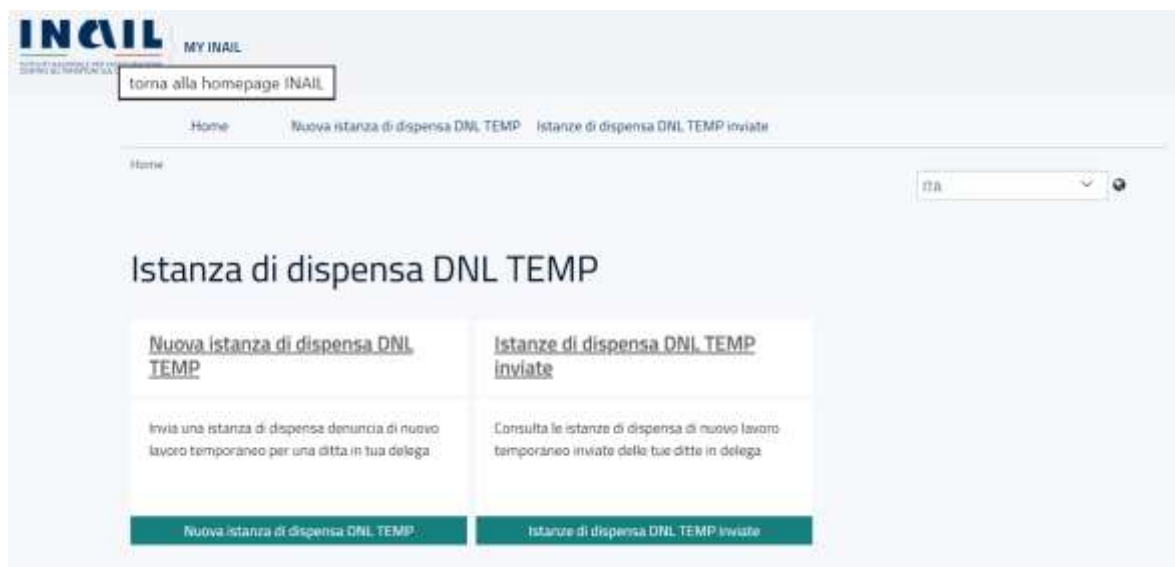 INAIL
MY INAIL
torna alla homepage INAIL
Home
Nuova istanza di dispensa DNL TEMP
Istanze di dispensa DNL TEMP inviate
Home
ITA
Istanza di dispensa DNL TEMP
Nuova istanza di dispensa DNL
TEMP
Istanze di dispensa DNL TEMP
inviate
Invia una istanza di dispensa denuncia di nuovo
lavoro temporaneo per una ditta in tua delega
Consulta le istanze di dispensa di nuovo lavoro
temporaneo inviate delle tue ditte in delega
Nuova istanza di dispensa DNL TEMP
Istanze di dispensa DNL TEMP inviate